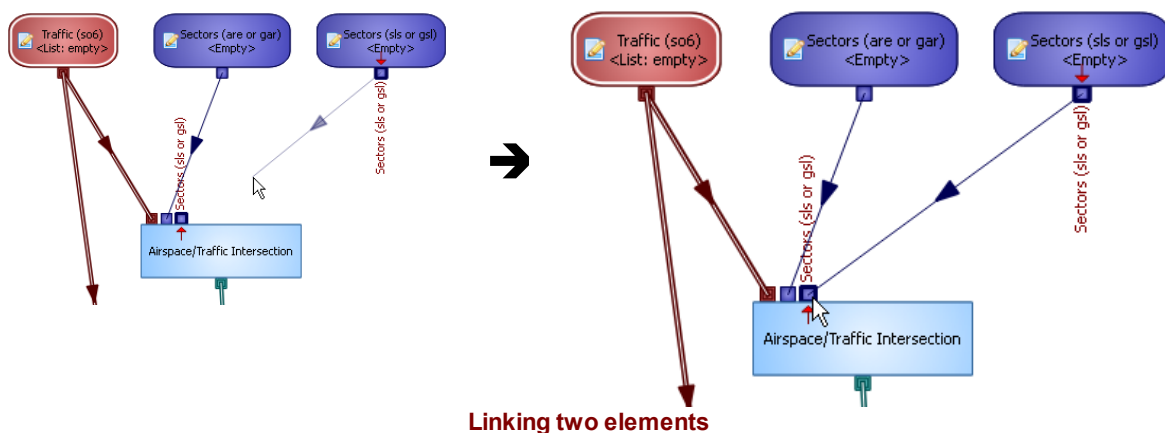 Traffic (so6)
<List: empty>
Sectors (are or gar)
<Empty>
Sectors (sls or gsl)
<Empty>
Sectors (sls or gsl)
Sectors (sls or gsl)
Airspace/Traffic Intersection
Traffic (so6)
<List: empty>
Sectors (are or gar)
<Empty>
Sectors (sls or gsl)
<Empty>
Sectors (sls or gsl)
Sectors (sls or gsl)
Airspace/Traffic Intersection
Linking two elements